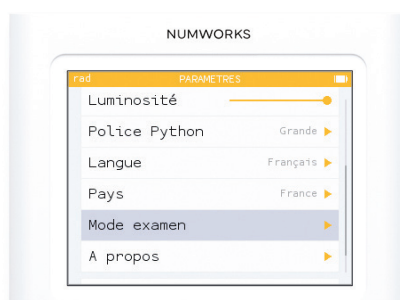 NUMWORKS
rad PARAMETRES
Luminosité
Police Python Grande
Langue Français
Pays France
Mode examen
A propos